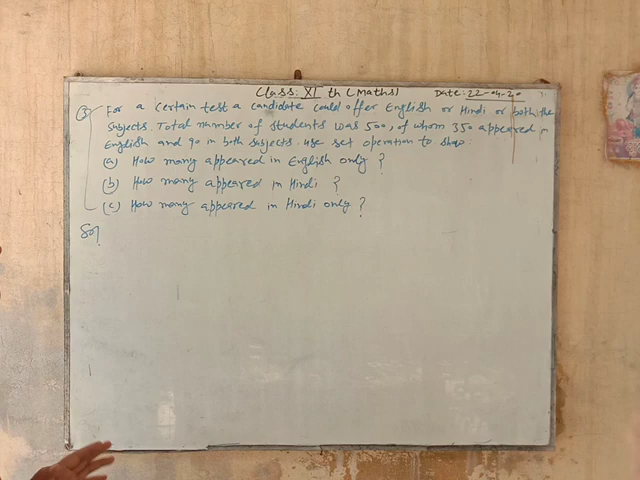 Class: XI th (Maths) Date: 22-04-20
Q For a certain test a candidate could offer English or Hindi or both the
subjects. Total number of students was 500, of whom 350 appeared in
English and 90 in both subjects. use set operation to show:
(a) How many appeared in English only ?
(b) How many appeared in Hindi ?
(c) How many appeared in Hindi only ?
Sol